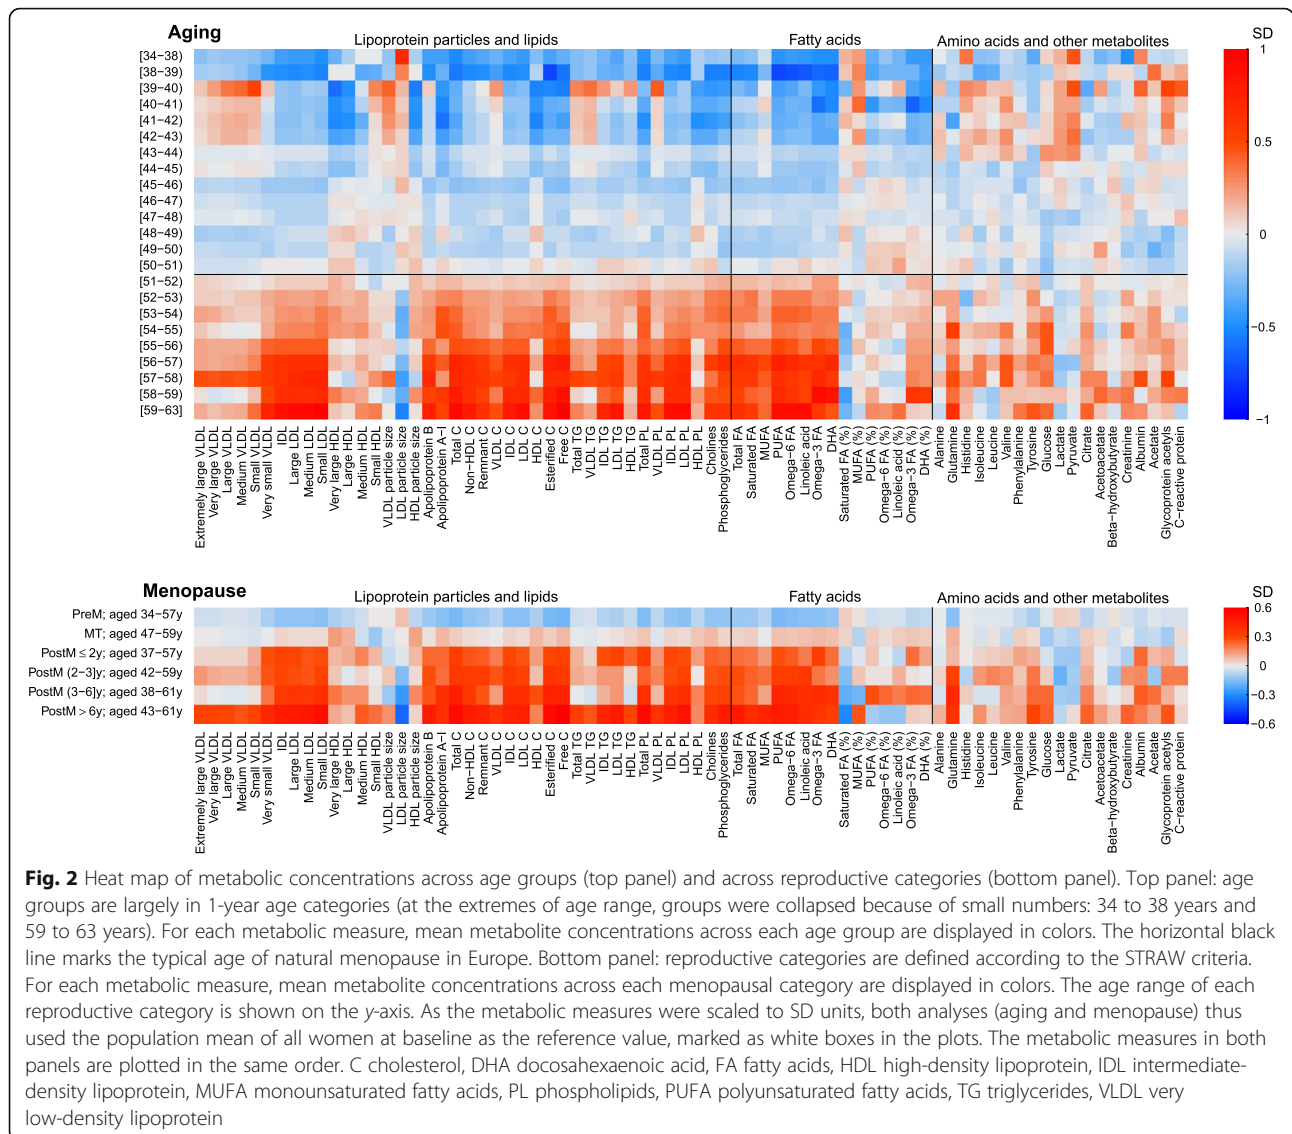 Aging
Lipoprotein particles and lipids
Fatty acids
Amino acids and other metabolites
SD
[34−38)
[38−39)
[39−40)
[40−41)
[41−42)
[42−43)
[43−44)
[44−45)
[45−46)
[46−47)
[47−48)
[48−49)
[49−50)
[50−51)
[51−52)
[52−53)
[53−54)
[54−55)
[55−56)
[56−57)
[57−58)
[58−59)
[59−63]
1
0.5
0
−0.5
−1
Extremely large VLDL
Very large VLDL
Large VLDL
Medium VLDL
Small VLDL
Very small VLDL
IDL
Large LDL
Medium LDL
Small LDL
Very large HDL
Large HDL
Medium HDL
Small HDL
VLDL particle size
LDL particle size
HDL particle size
Apolipoprotein B
Apolipoprotein A−I
Total C
Non−HDL C
Remnant C
VLDL C
IDL C
LDL C
HDL C
Esterified C
Free C
Total TG
VLDL TG
IDL TG
LDL TG
HDL TG
Total PL
VLDL PL
IDL PL
LDL PL
HDL PL
Cholines
Phosphoglycerides
Total FA
Saturated FA
MUFA
PUFA
Omega−6 FA
Linoleic acid
Omega−3 FA
DHA
Saturated FA (%)
MUFA (%)
PUFA (%)
Omega−6 FA (%)
Linoleic acid (%)
Omega−3 FA (%)
DHA (%)
Alanine
Glutamine
Histidine
Isoleucine
Leucine
Valine
Phenylalanine
Tyrosine
Glucose
Lactate
Pyruvate
Citrate
Acetoacetate
Beta−hydroxybutyrate
Creatinine
Albumin
Acetate
Glycoprotein acetyls
C−reactive protein
Menopause
Lipoprotein particles and lipids
Fatty acids
Amino acids and other metabolites
SD
PreM; aged 34−57y
MT; aged 47−59y
PostM ≤ 2y; aged 37−57y
PostM (2−3]y; aged 42−59y
PostM (3−6]y; aged 38−61y
PostM > 6y; aged 43−61y
0.6
0.3
0
−0.3
−0.6
Extremely large VLDL
Very large VLDL
Large VLDL
Medium VLDL
Small VLDL
Very small VLDL
IDL
Large LDL
Medium LDL
Small LDL
Very large HDL
Large HDL
Medium HDL
Small HDL
VLDL particle size
LDL particle size
HDL particle size
Apolipoprotein B
Apolipoprotein A−I
Total C
Non−HDL C
Remnant C
VLDL C
IDL C
LDL C
HDL C
Esterified C
Free C
Total TG
VLDL TG
IDL TG
LDL TG
HDL TG
Total PL
VLDL PL
IDL PL
LDL PL
HDL PL
Cholines
Phosphoglycerides
Total FA
Saturated FA
MUFA
PUFA
Omega−6 FA
Linoleic acid
Omega−3 FA
DHA
Saturated FA (%)
MUFA (%)
PUFA (%)
Omega−6 FA (%)
Linoleic acid (%)
Omega−3 FA (%)
DHA (%)
Alanine
Glutamine
Histidine
Isoleucine
Leucine
Valine
Phenylalanine
Tyrosine
Glucose
Lactate
Pyruvate
Citrate
Acetoacetate
Beta−hydroxybutyrate
Creatinine
Albumin
Acetate
Glycoprotein acetyls
C−reactive protein
Fig. 2 Heat map of metabolic concentrations across age groups (top panel) and across reproductive categories (bottom panel). Top panel: age
groups are largely in 1-year age categories (at the extremes of age range, groups were collapsed because of small numbers: 34 to 38 years and
59 to 63 years). For each metabolic measure, mean metabolite concentrations across each age group are displayed in colors. The horizontal black
line marks the typical age of natural menopause in Europe. Bottom panel: reproductive categories are defined according to the STRAW criteria.
For each metabolic measure, mean metabolite concentrations across each menopausal category are displayed in colors. The age range of each
reproductive category is shown on the y-axis. As the metabolic measures were scaled to SD units, both analyses (aging and menopause) thus
used the population mean of all women at baseline as the reference value, marked as white boxes in the plots. The metabolic measures in both
panels are plotted in the same order. C cholesterol, DHA docosahexaenoic acid, FA fatty acids, HDL high-density lipoprotein, IDL intermediate-
density lipoprotein, MUFA monounsaturated fatty acids, PL phospholipids, PUFA polyunsaturated fatty acids, TG triglycerides, VLDL very
low-density lipoprotein